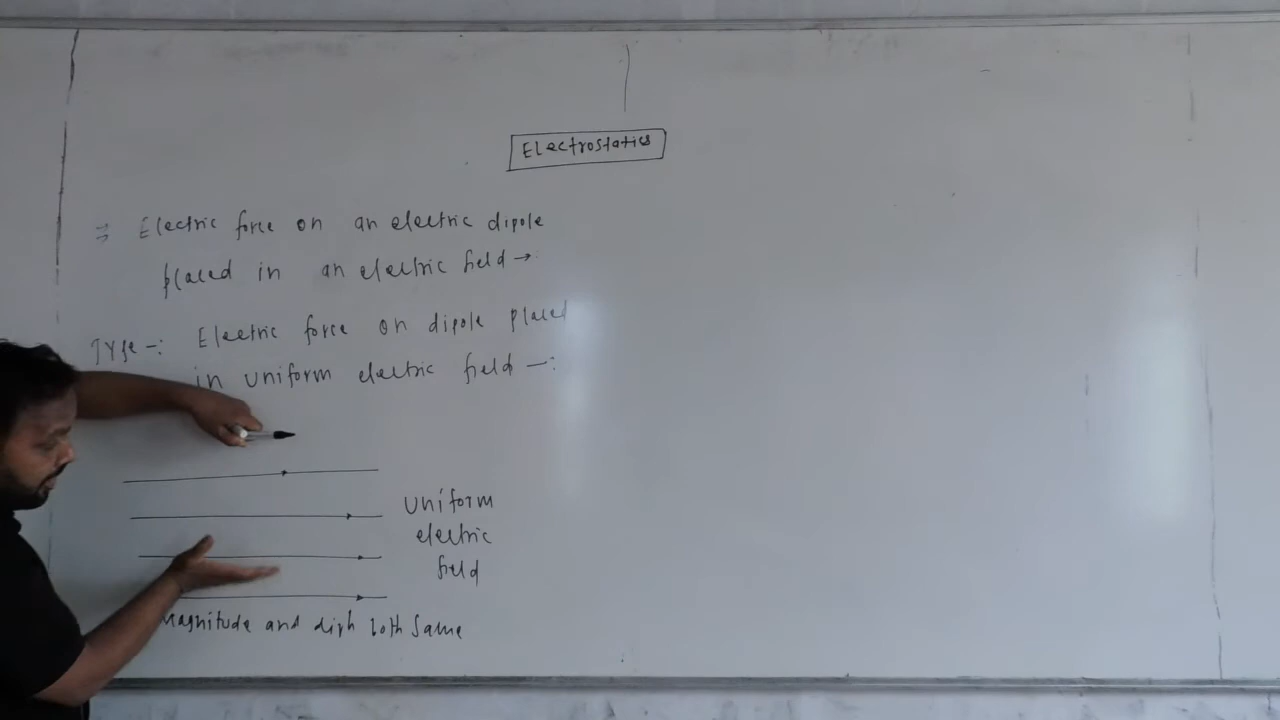 Electrostatics
⇒ Electric force on an electric dipole
placed in an electric field →
Type -: Electric force on dipole placed
in uniform electric field -:
uniform
electric
field
Magnitude and dirn both same